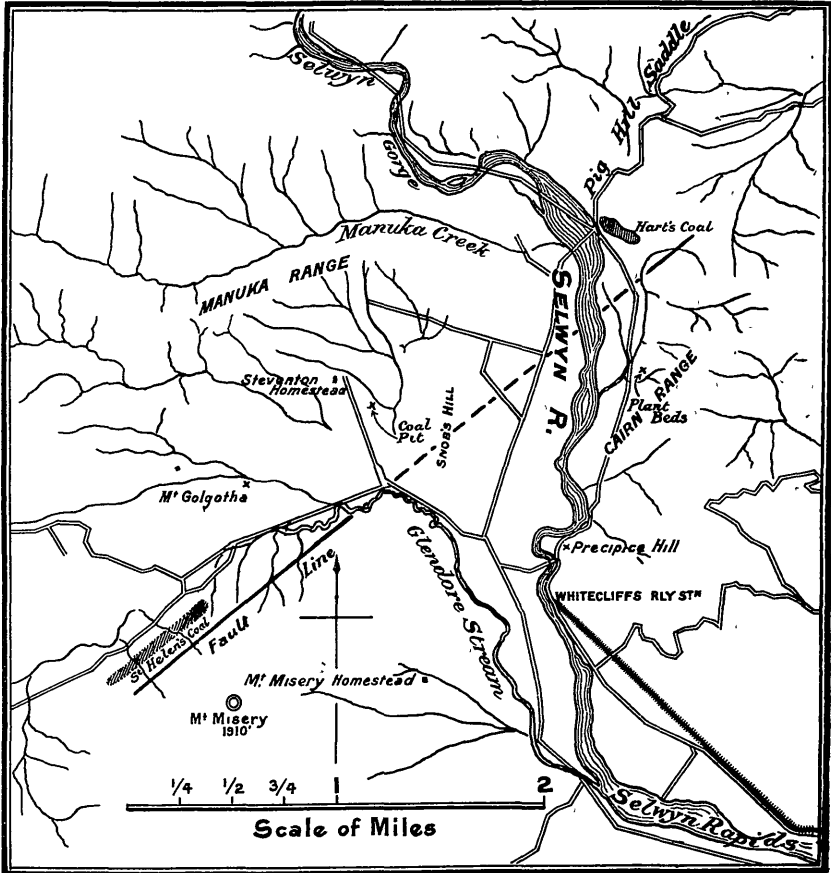 Selwyn
Gorge
Pig Hill Saddle
Hart's Coal
Manuka Creek
MANUKA RANGE
SELWYN R.
Steventon
Homestead
Coal
Pit
SNOB'S HILL
Plant
Beds
CAIRN RANGE
Mt Golgotha
Glendore Stream
Precipice Hill
Fault Line
WHITECLIFFS RLY STN
St Helen's Coal
Mt. Misery Homestead
Mt Misery
1910'
1/4 1/2 3/4 1 2
Scale of Miles
Selwyn Rapids